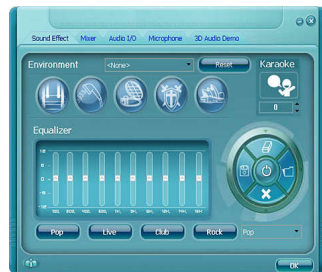 Sound Effect Mixer Audio I/O Microphone 3D Audio Demo
Environment <None> Reset Karaoke
0
Equalizer
Pop Live Club Rock Pop
OK